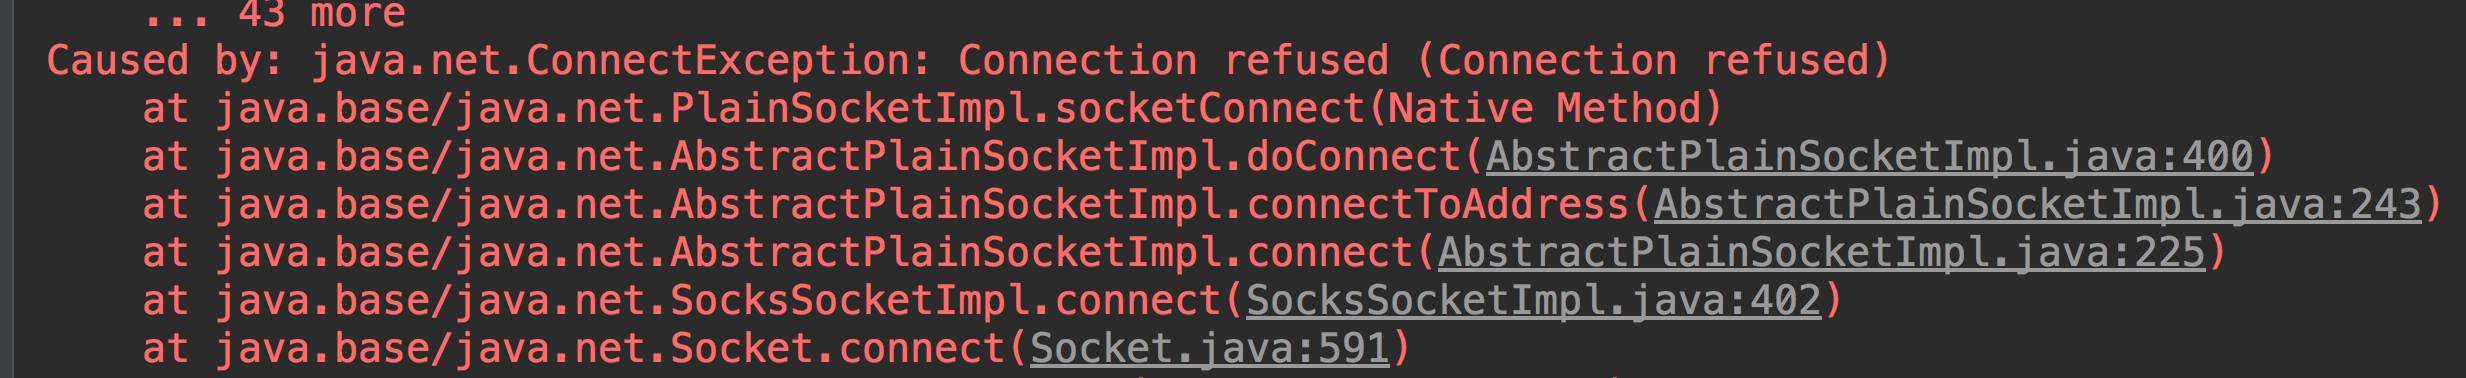 ... 43 more
Caused by: java.net.ConnectException: Connection refused (Connection refused)
at java.base/java.net.PlainSocketImpl.socketConnect(Native Method)
at java.base/java.net.AbstractPlainSocketImpl.doConnect(AbstractPlainSocketImpl.java:400)
at java.base/java.net.AbstractPlainSocketImpl.connectToAddress(AbstractPlainSocketImpl.java:243)
at java.base/java.net.AbstractPlainSocketImpl.connect(AbstractPlainSocketImpl.java:225)
at java.base/java.net.SocksSocketImpl.connect(SocksSocketImpl.java:402)
at java.base/java.net.Socket.connect(Socket.java:591)